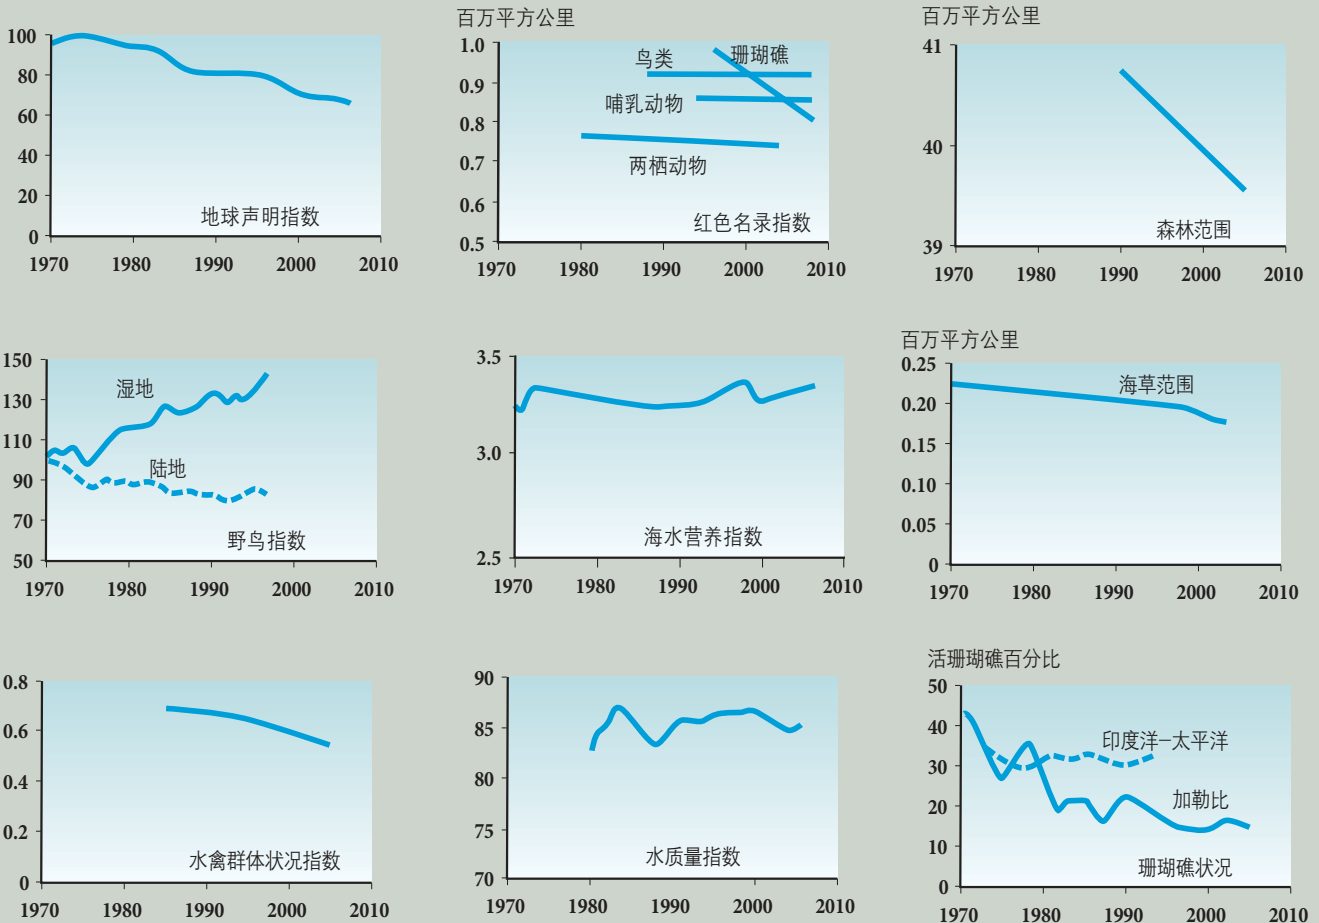 100
80
60
40
20
0
地球声明指数
1970 1980 1990 2000 2010
百万平方公里
1.0
0.9
0.8
0.7
0.6
0.5
鸟类
珊瑚礁
哺乳动物
两栖动物
红色名录指数
1970 1980 1990 2000 2010
百万平方公里
41
40
39
森林范围
1970 1980 1990 2000 2010
150
130
110
90
70
50
湿地
陆地
野鸟指数
1970 1980 1990 2000 2010
3.5
3.0
2.5
海水营养指数
1970 1980 1990 2000 2010
百万平方公里
0.25
0.20
0.15
0.10
0.05
0
海草范围
1970 1980 1990 2000 2010
0.8
0.6
0.4
0.2
0
水禽群体状况指数
1970 1980 1990 2000 2010
90
85
80
75
70
水质量指数
1970 1980 1990 2000 2010
活珊瑚礁百分比
50
40
30
20
10
0
印度洋—太平洋
加勒比
珊瑚礁状况
1970 1980 1990 2000 2010